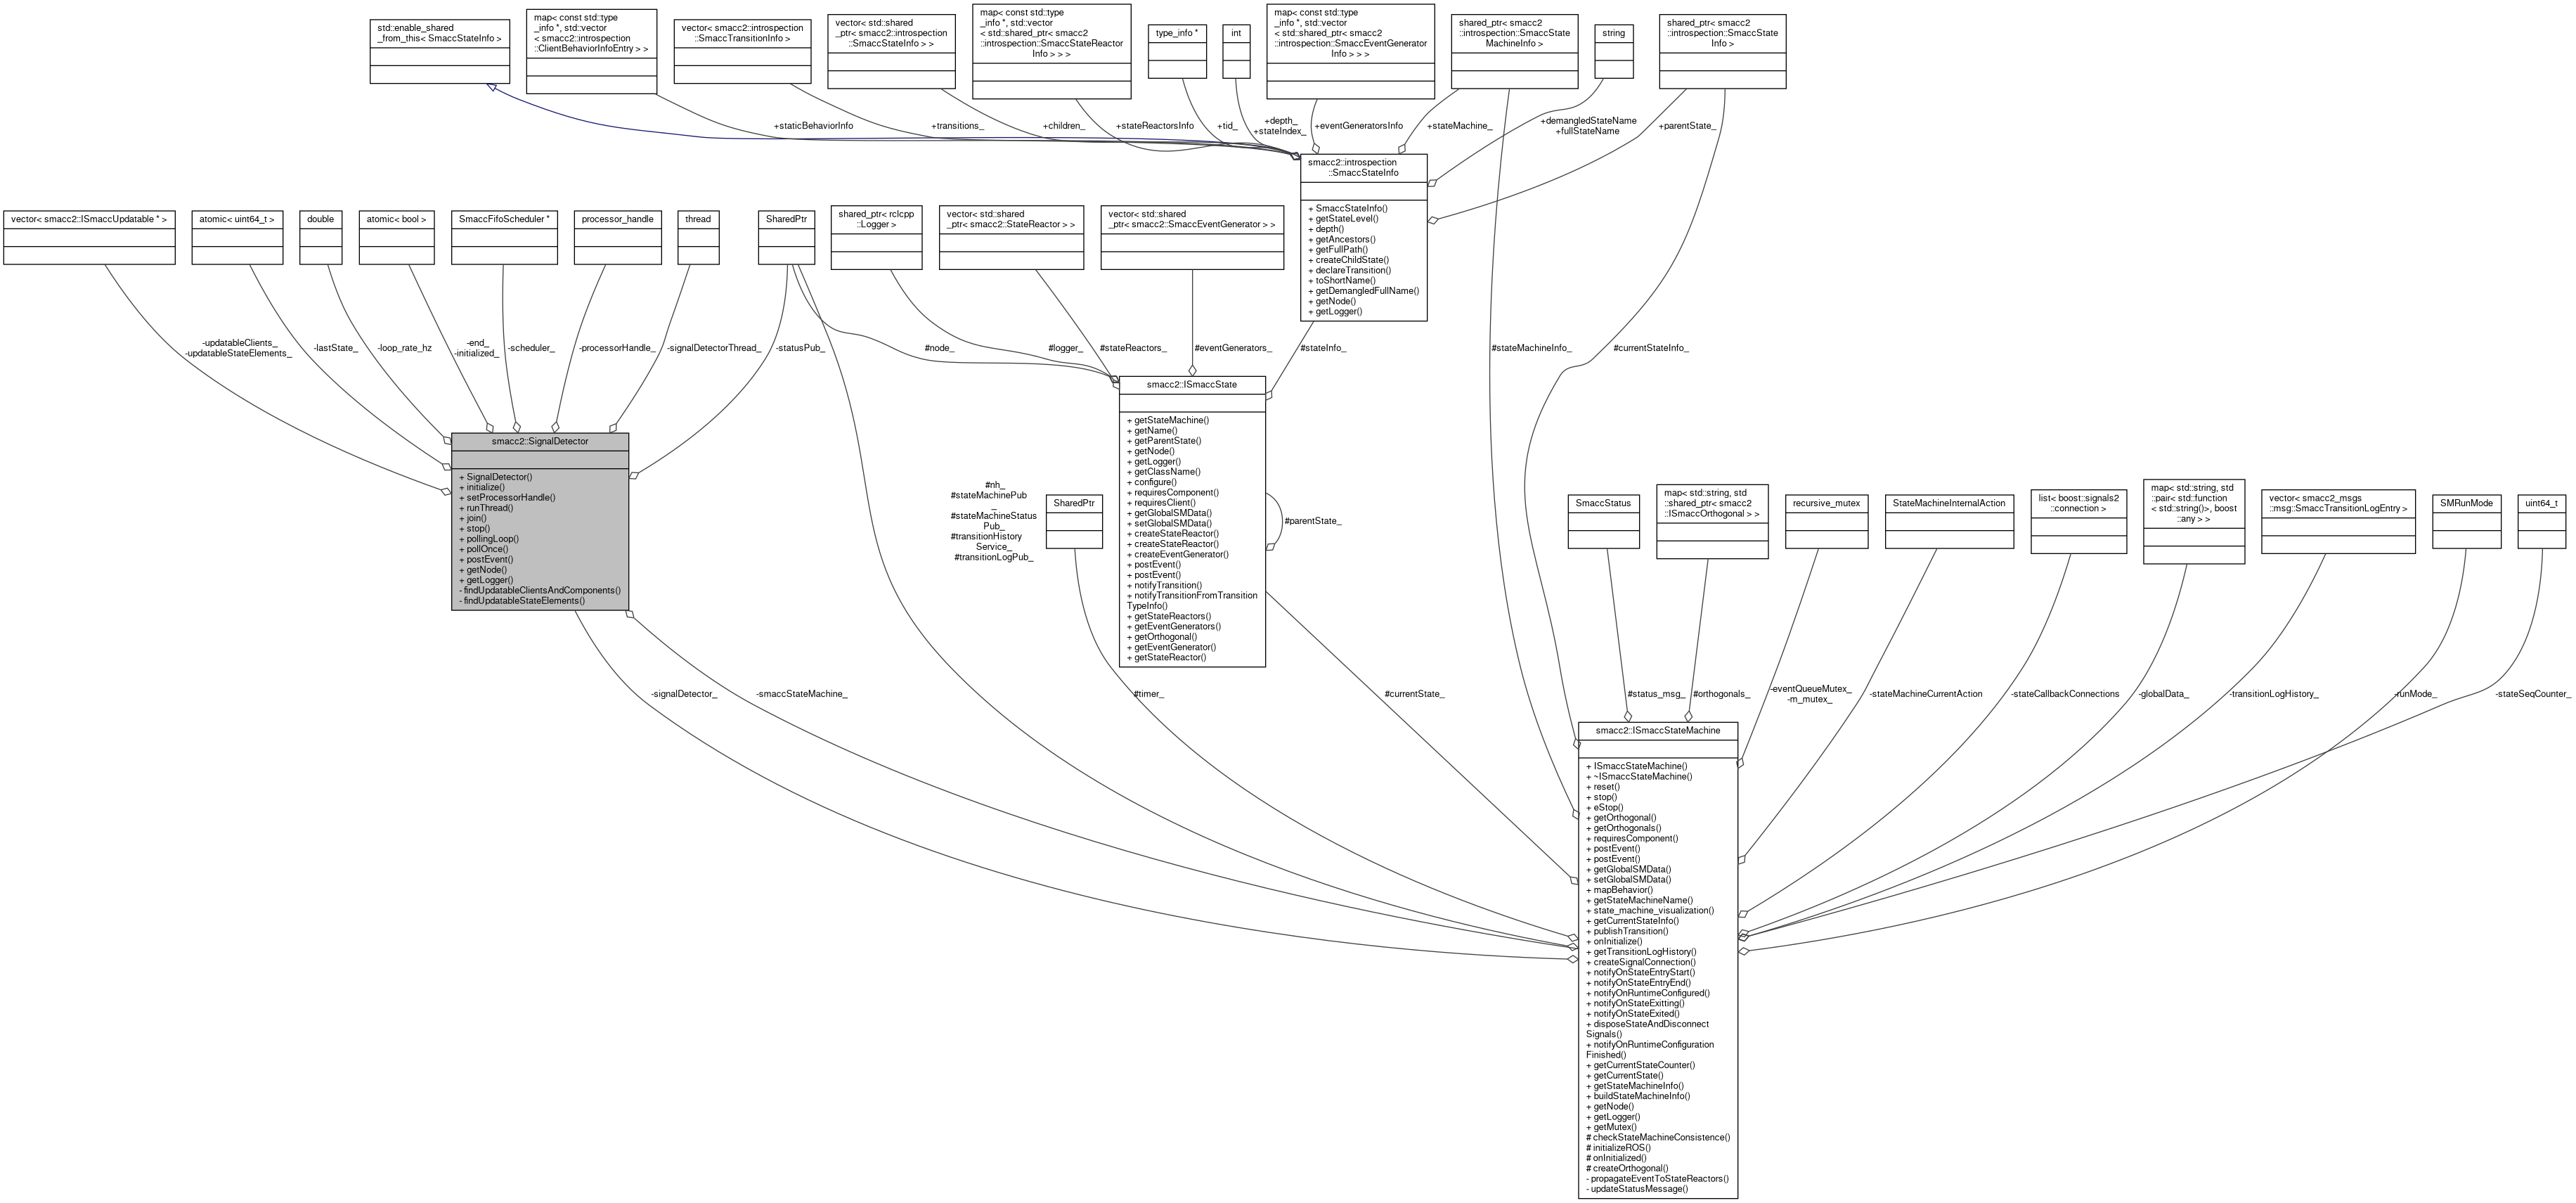 std::enable_shared
_from_this< SmaccStateInfo >
map< const std::type
_info *, std::vector
< smacc2::introspection
::ClientBehaviorInfoEntry > >
vector< smacc2::introspection
::SmaccTransitionInfo >
vector< std::shared
_ptr< smacc2::introspection
::SmaccStateInfo > >
map< const std::type
_info *, std::vector
< std::shared_ptr< smacc2
::introspection::SmaccStateReactor
Info > > >
type_info *
int
map< const std::type
_info *, std::vector
< std::shared_ptr< smacc2
::introspection::SmaccEventGenerator
Info > > >
shared_ptr< smacc2
::introspection::SmaccState
MachineInfo >
string
shared_ptr< smacc2
::introspection::SmaccState
Info >
+staticBehaviorInfo
+transitions_
+children_
+stateReactorsInfo
+tid_
+depth_
+stateIndex_
+eventGeneratorsInfo
+stateMachine_
+demangledStateName
+fullStateName
+parentState_
smacc2::introspection
::SmaccStateInfo
+ SmaccStateInfo()
+ getStateLevel()
+ depth()
+ getAncestors()
+ getFullPath()
+ createChildState()
+ declareTransition()
+ toShortName()
+ getDemangledFullName()
+ getNode()
+ getLogger()
vector< smacc2::ISmaccUpdatable * >
atomic< uint64_t >
double
atomic< bool >
SmaccFifoScheduler *
processor_handle
thread
SharedPtr
shared_ptr< rclcpp
::Logger >
vector< std::shared
_ptr< smacc2::StateReactor > >
vector< std::shared
_ptr< smacc2::SmaccEventGenerator > >
-updatableClients_
-updatableStateElements_
-lastState_
-loop_rate_hz
-end_
-initialized_
-scheduler_
-processorHandle_
-signalDetectorThread_
-statusPub_
#node_
#logger_
#stateReactors_
#eventGenerators_
#stateInfo_
#stateMachineInfo_
#currentStateInfo_
smacc2::SignalDetector
+ SignalDetector()
+ initialize()
+ setProcessorHandle()
+ runThread()
+ join()
+ stop()
+ pollingLoop()
+ pollOnce()
+ postEvent()
+ getNode()
+ getLogger()
- findUpdatableClientsAndComponents()
- findUpdatableStateElements()
smacc2::ISmaccState
+ getStateMachine()
+ getName()
+ getParentState()
+ getNode()
+ getLogger()
+ getClassName()
+ configure()
+ requiresComponent()
+ requiresClient()
+ getGlobalSMData()
+ setGlobalSMData()
+ createStateReactor()
+ createStateReactor()
+ createEventGenerator()
+ postEvent()
+ postEvent()
+ notifyTransition()
+ notifyTransitionFromTransition
TypeInfo()
+ getStateReactors()
+ getEventGenerators()
+ getOrthogonal()
+ getEventGenerator()
+ getStateReactor()
#parentState_
#nh_
#stateMachinePub
_
#stateMachineStatus
Pub_
#transitionHistory
Service_
#transitionLogPub_
SharedPtr
SmaccStatus
map< std::string, std
::shared_ptr< smacc2
::ISmaccOrthogonal > >
recursive_mutex
StateMachineInternalAction
list< boost::signals2
::connection >
map< std::string, std
::pair< std::function
< std::string()>, boost
::any > >
vector< smacc2_msgs
::msg::SmaccTransitionLogEntry >
SMRunMode
uint64_t
-signalDetector_
-smaccStateMachine_
#timer_
#currentState_
#status_msg_
#orthogonals_
-eventQueueMutex_
-m_mutex_
-stateMachineCurrentAction
-stateCallbackConnections
-globalData_
-transitionLogHistory_
-runMode_
-stateSeqCounter_
smacc2::ISmaccStateMachine
+ ISmaccStateMachine()
+ ~ISmaccStateMachine()
+ reset()
+ stop()
+ eStop()
+ getOrthogonal()
+ getOrthogonals()
+ requiresComponent()
+ postEvent()
+ postEvent()
+ getGlobalSMData()
+ setGlobalSMData()
+ mapBehavior()
+ getStateMachineName()
+ state_machine_visualization()
+ getCurrentStateInfo()
+ publishTransition()
+ onInitialize()
+ getTransitionLogHistory()
+ createSignalConnection()
+ notifyOnStateEntryStart()
+ notifyOnStateEntryEnd()
+ notifyOnRuntimeConfigured()
+ notifyOnStateExitting()
+ notifyOnStateExited()
+ disposeStateAndDisconnect
Signals()
+ notifyOnRuntimeConfiguration
Finished()
+ getCurrentStateCounter()
+ getCurrentState()
+ getStateMachineInfo()
+ buildStateMachineInfo()
+ getNode()
+ getLogger()
+ getMutex()
# checkStateMachineConsistence()
# initializeROS()
# onInitialized()
# createOrthogonal()
- propagateEventToStateReactors()
- updateStatusMessage()